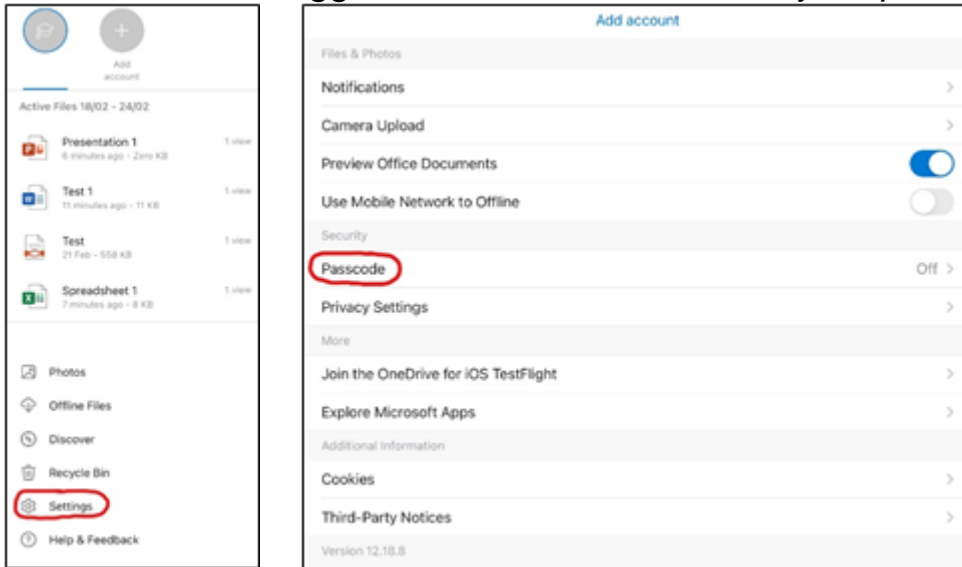 Add
account
Active Files 18/02 - 24/02
Presentation 1
1 view
6 minutes ago - Zero KB
Test 1
1 view
11 minutes ago - 11 KB
Test
1 view
21 Feb - 558 KB
Spreadsheet 1
1 view
7 minutes ago - 8 KB
Photos
Offline Files
Discover
Recycle Bin
Settings
Help & Feedback
Add account
Files & Photos
Notifications
Camera Upload
Preview Office Documents
Use Mobile Network to Offline
Security
Passcode
Off
Privacy Settings
More
Join the OneDrive for iOS TestFlight
Explore Microsoft Apps
Additional Information
Cookies
Third-Party Notices
Version 12.18.8